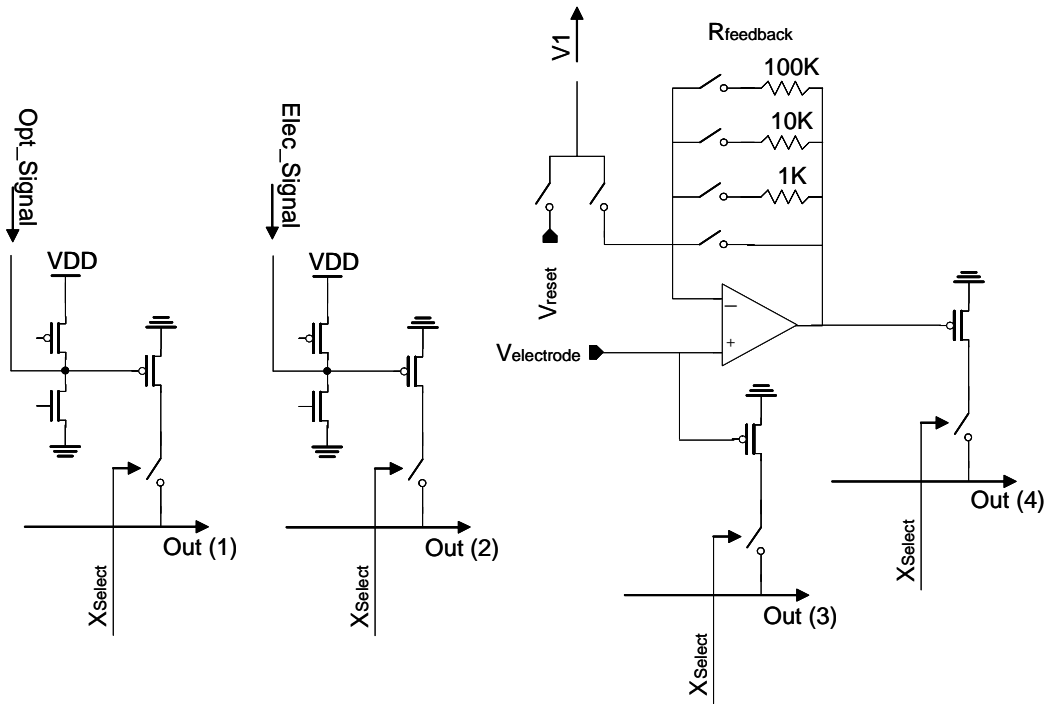 V1
Rfeedback
100K
10K
1K
Opt_Signal
Elec_Signal
VDD
VDD
Vreset
Velectrode
–
+
Out (1)
Out (2)
Out (3)
Out (4)
XSelect
XSelect
XSelect
XSelect